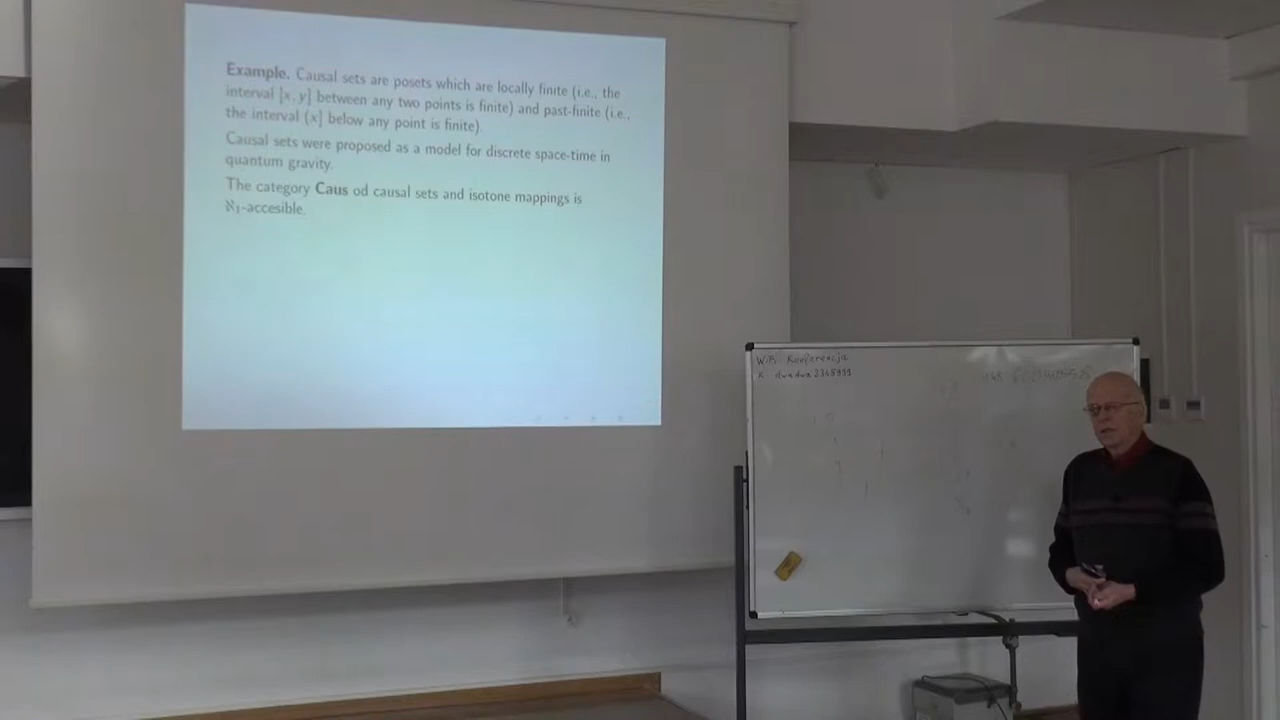 Example. Causal sets are posets which are locally finite (i.e., the
interval [x, y] between any two points is finite) and past-finite (i.e.,
the interval (x] below any point is finite).
Causal sets were proposed as a model for discrete space-time in
quantum gravity.
The category Caus od causal sets and isotone mappings is
ℵ₁-accesible.
WiFi Konferencja